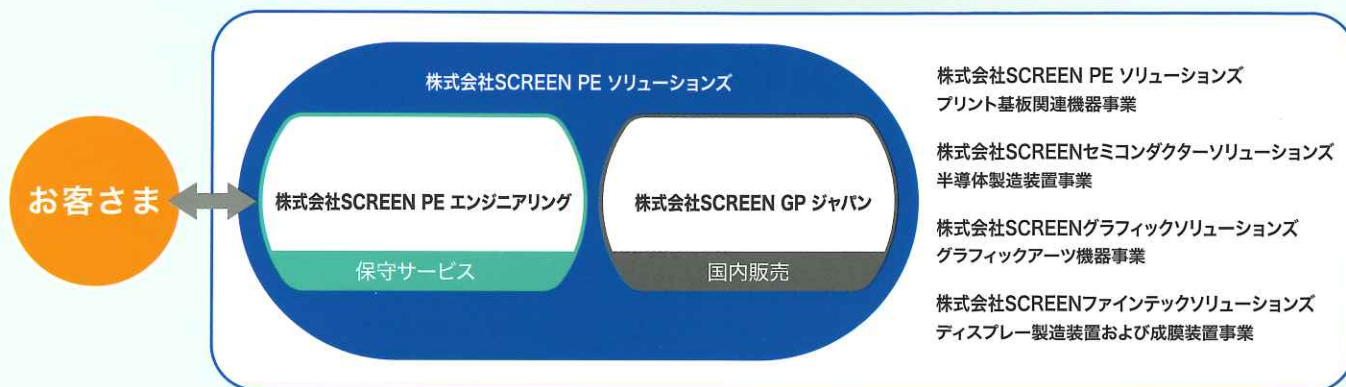 株式会社SCREEN PE ソリューションズ
お客さま
株式会社SCREEN PE エンジニアリング
保守サービス
株式会社SCREEN GP ジャパン
国内販売
株式会社SCREEN PE ソリューションズ
プリント基板関連機器事業
株式会社SCREENセミコンダクターソリューションズ
半導体製造装置事業
株式会社SCREENグラフィックソリューションズ
グラフィックアーツ機器事業
株式会社SCREENファインテックソリューションズ
ディスプレー製造装置および成膜装置事業